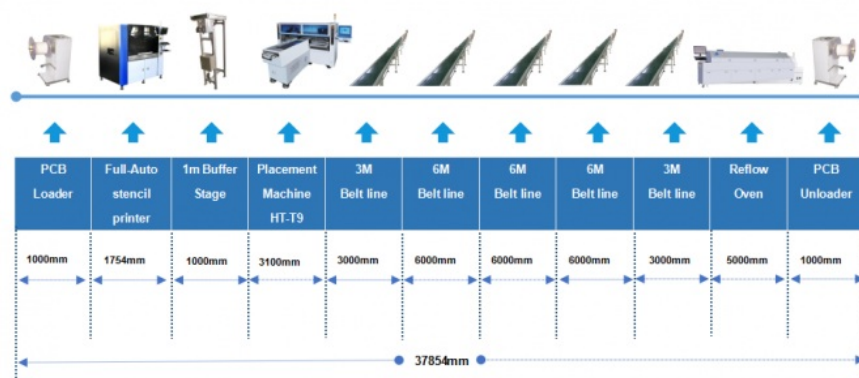 PCB
Loader
Full-Auto
stencil
printer
1m Buffer
Stage
Placement
Machine
HT-T9
3M
Belt line
6M
Belt line
6M
Belt line
6M
Belt line
3M
Belt line
Reflow
Oven
PCB
Unloader
1000mm
1754mm
1000mm
3100mm
3000mm
6000mm
6000mm
6000mm
3000mm
5000mm
1000mm
37854mm